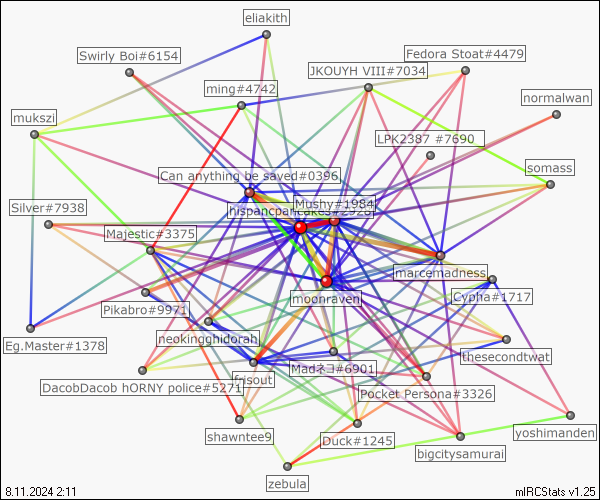 eliakith
Swirly Boi#6154
Fedora Stoat#4479
JKOUYH VIII#7034
ming#4742
normalwan
mukszi
LPK2387 #7690
somass
Can anything be saved#0396
Mushy#1984
Silver#7938
Majestic#3375
marcemadness
moonraven
Cypha#1717
Pikabro#9971
neokingghidorah
Eg.Master#1378
thesecondtwat
Madネコ#6901
DacobDacob hORNY police#5271
frisout
Pocket Persona#3326
yoshimanden
shawntee9
Duck#1245
bigcitysamurai
zebula
8.11.2024 2:11
mIRCStats v1.25